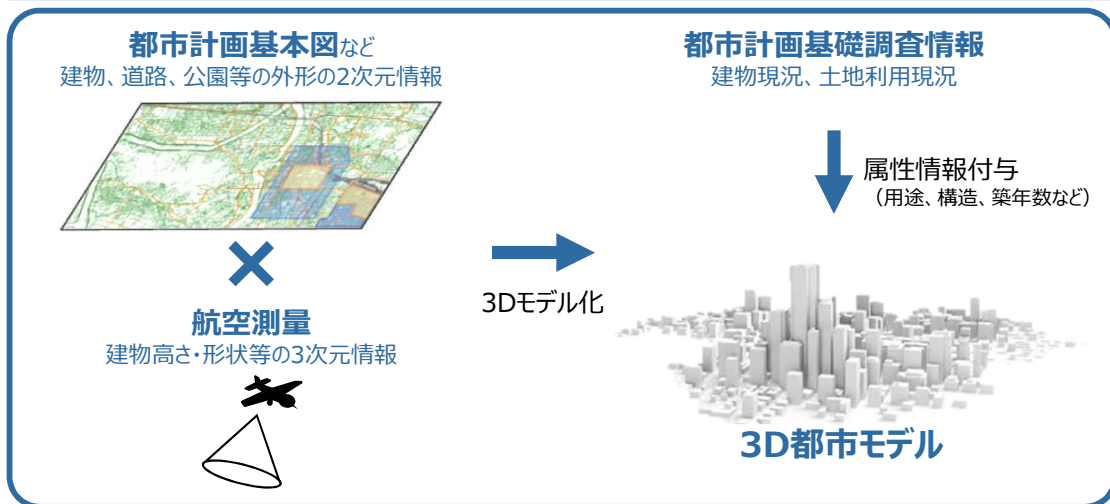 都市計画基本図など
建物、道路、公園等の外形の2次元情報
航空測量
建物高さ・形状等の3次元情報
3Dモデル化
都市計画基礎調査情報
建物現況、土地利用現況
属性情報付与
（用途、構造、築年数など）
3D都市モデル